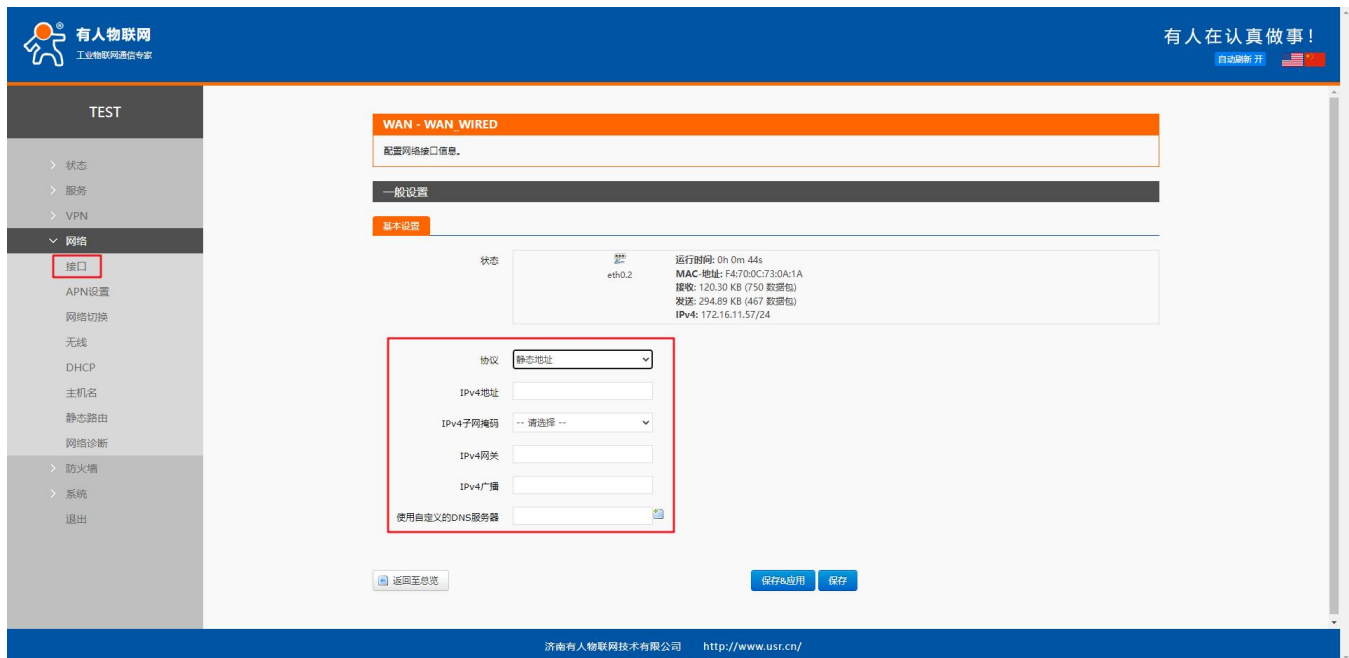 有人物联网
工业物联网通信专家
有人在认真做事!
自动刷新 开
TEST
状态
服务
VPN
网络
接口
APN设置
网络切换
无线
DHCP
主机名
静态路由
网络诊断
防火墙
系统
退出
WAN - WAN_WIRED
配置网络接口信息。
一般设置
基本设置
状态
eth0.2
运行时间: 0h 0m 44s
MAC-地址: F4:70:0C:73:0A:1A
接收: 120.30 KB (750 数据包)
发送: 294.89 KB (467 数据包)
IPv4: 172.16.11.57/24
协议 静态地址
IPv4地址
IPv4子网掩码 -- 请选择 --
IPv4网关
IPv4广播
使用自定义的DNS服务器
返回至总览 保存&应用 保存
济南有人物联网技术有限公司 http://www.usr.cn/